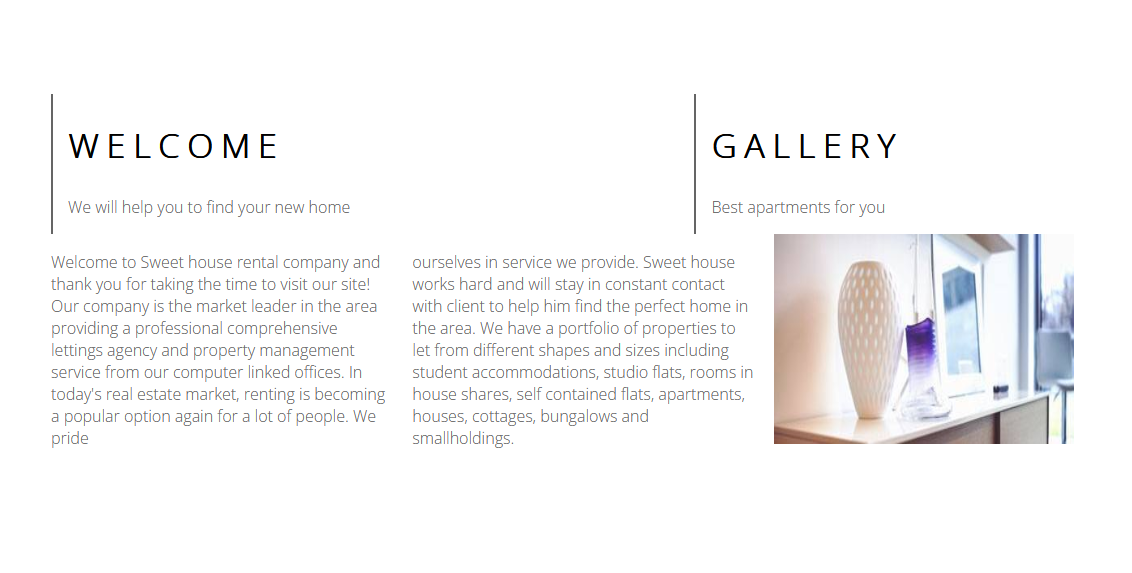 WELCOME
We will help you to find your new home
GALLERY
Best apartments for you
Welcome to Sweet house rental company and
thank you for taking the time to visit our site!
Our company is the market leader in the area
providing a professional comprehensive
lettings agency and property management
service from our computer linked offices. In
today's real estate market, renting is becoming
a popular option again for a lot of people. We
pride
ourselves in service we provide. Sweet house
works hard and will stay in constant contact
with client to help him find the perfect home in
the area. We have a portfolio of properties to
let from different shapes and sizes including
student accommodations, studio flats, rooms in
house shares, self contained flats, apartments,
houses, cottages, bungalows and
smallholdings.